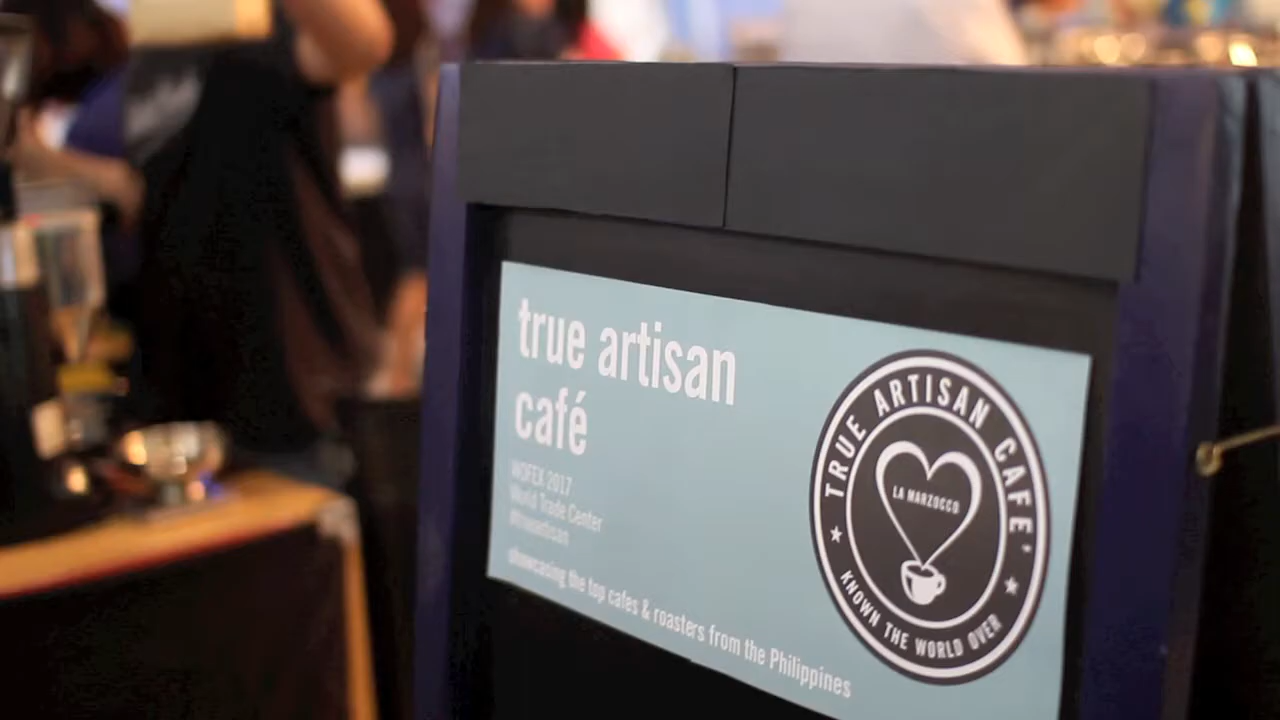 true artisan
café
WOFEX 2017
World Trade Center
#trueartisan
showcasing the top cafes & roasters from the Philippines
TRUE ARTISAN CAFE'
LA MARZOCCO
KNOWN THE WORLD OVER